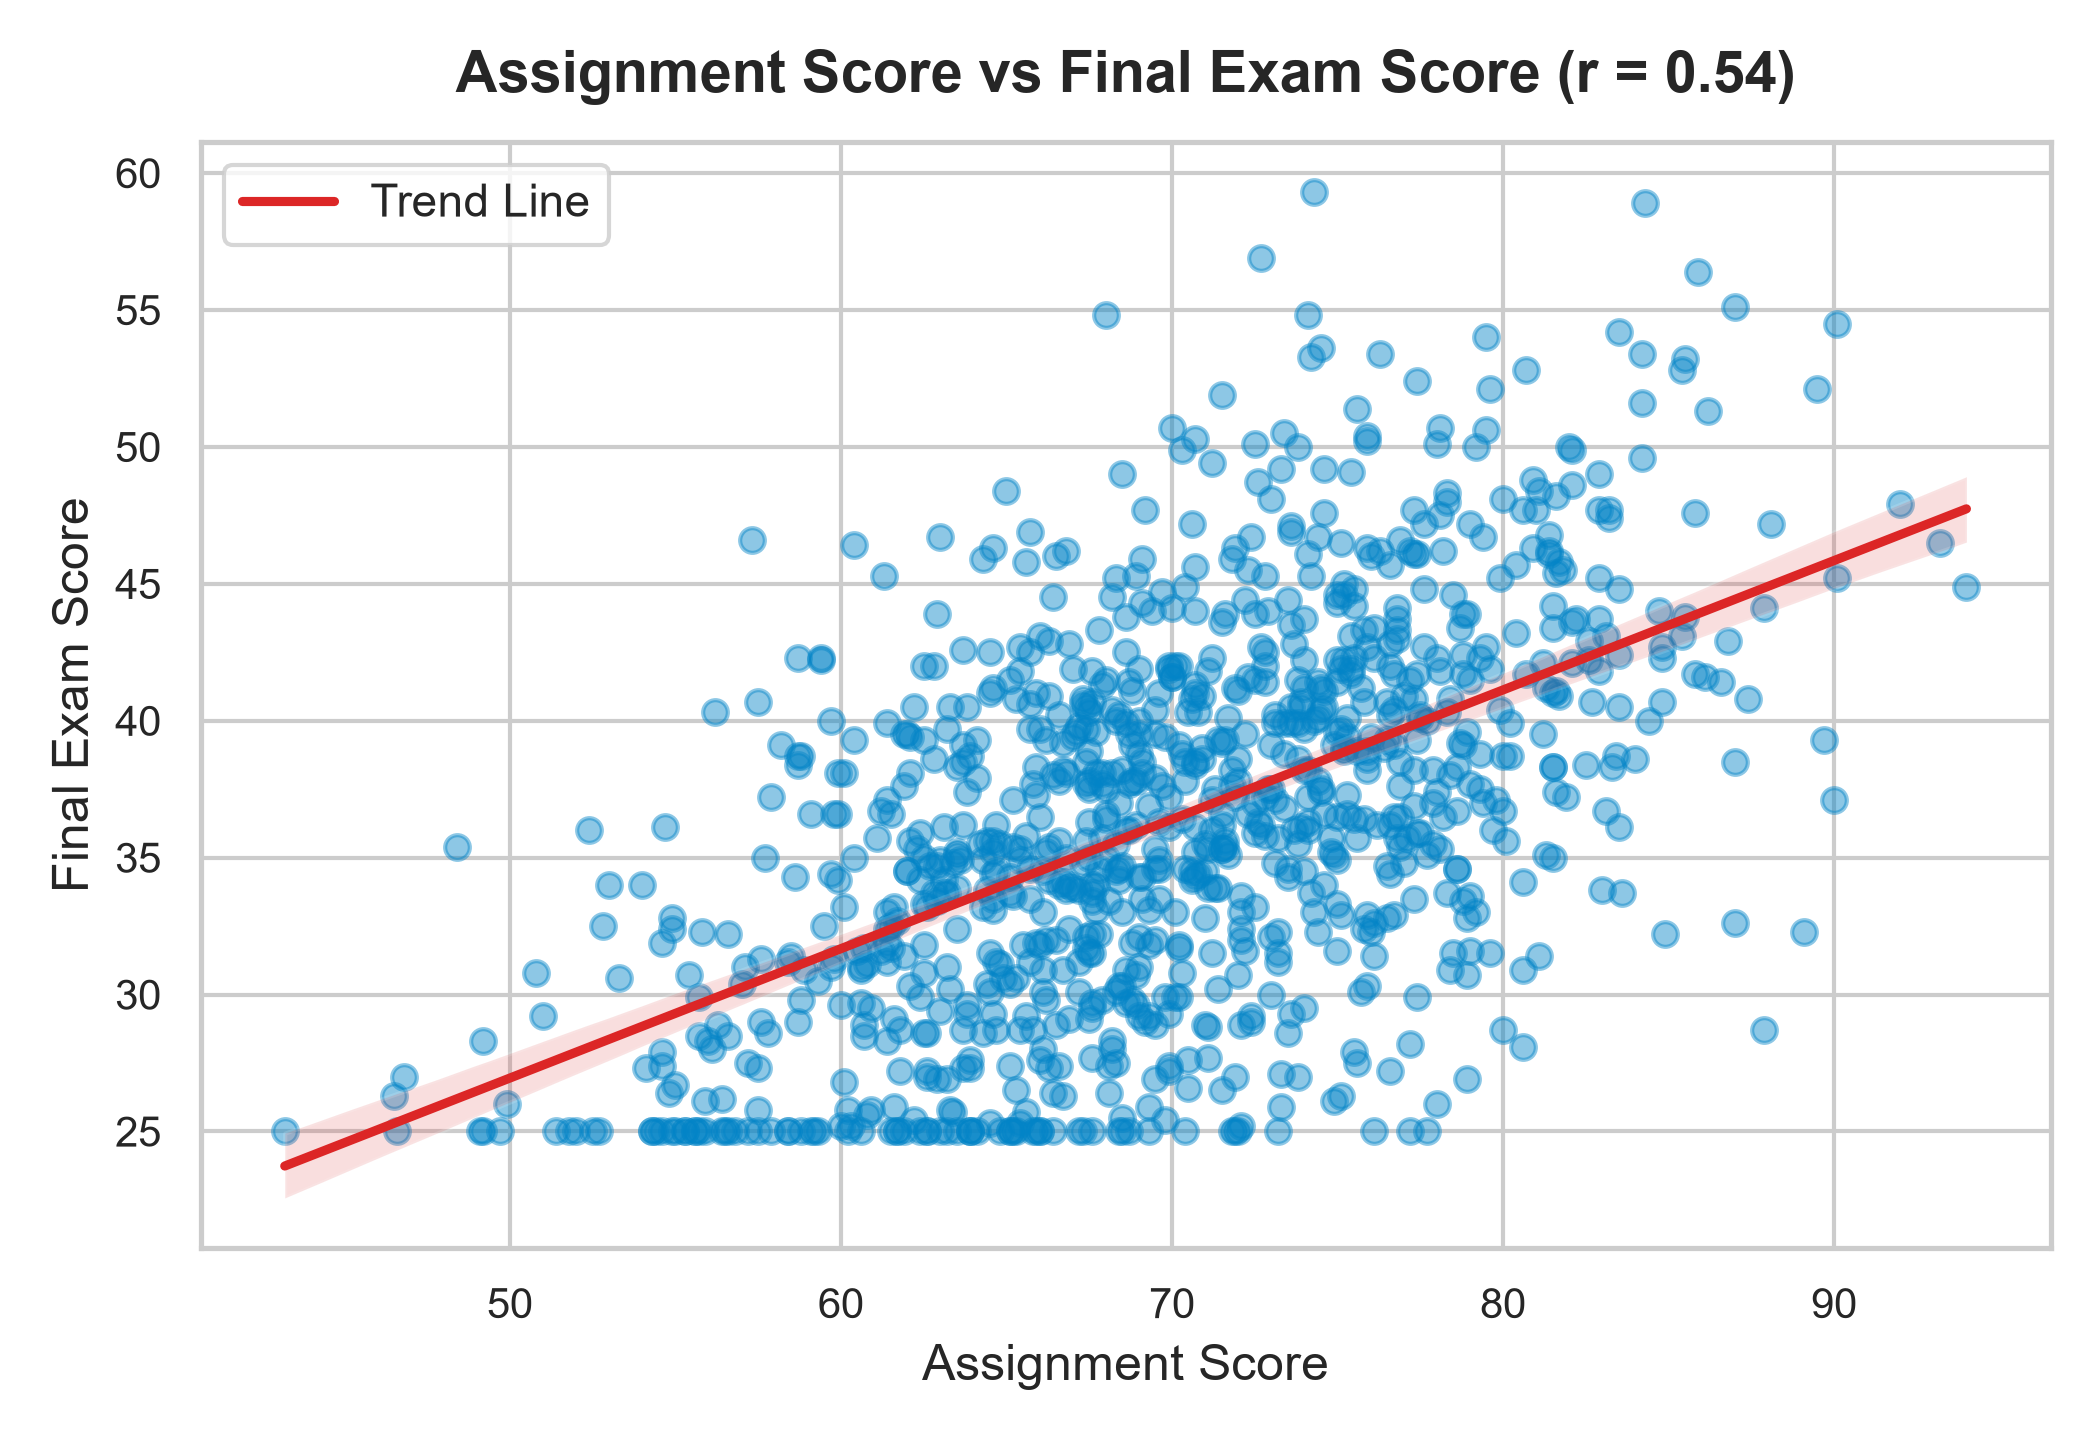 Assignment Score vs Final Exam Score (r = 0.54)
Trend Line
60
55
50
45
40
35
30
25
Final Exam Score
50 60 70 80 90
Assignment Score